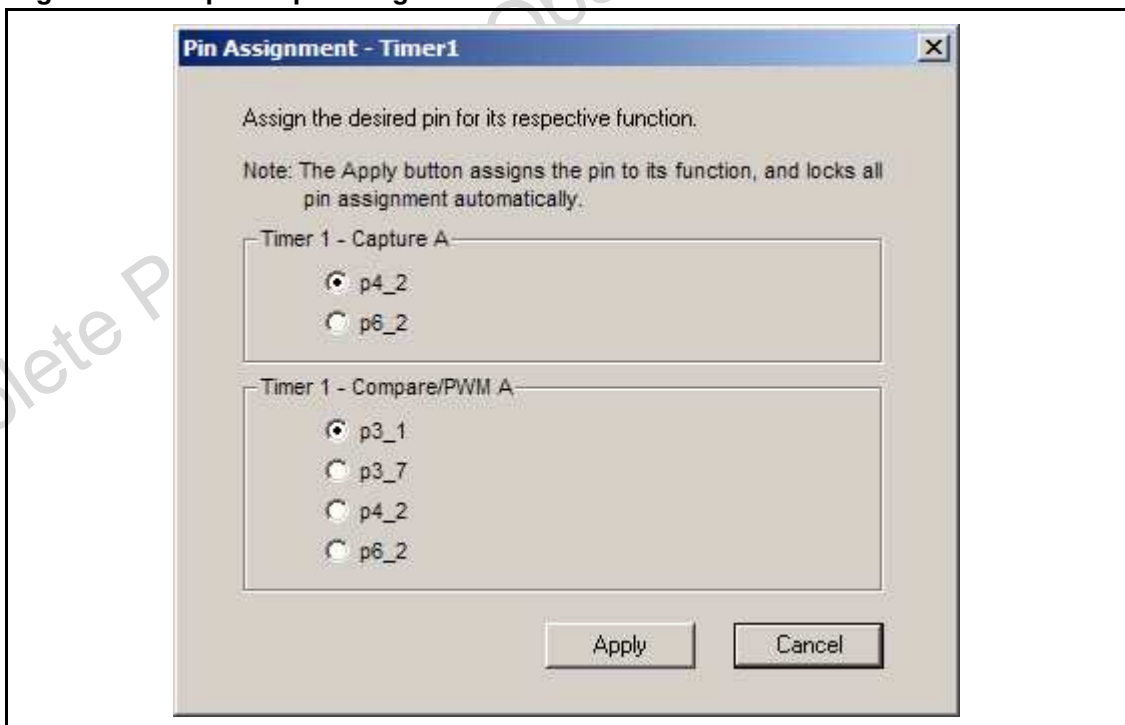 Pin Assignment - Timer1
Assign the desired pin for its respective function.
Note: The Apply button assigns the pin to its function, and locks all
pin assignment automatically.
Timer 1 - Capture A
p4_2
p6_2
Timer 1 - Compare/PWM A
p3_1
p3_7
p4_2
p6_2
Apply
Cancel